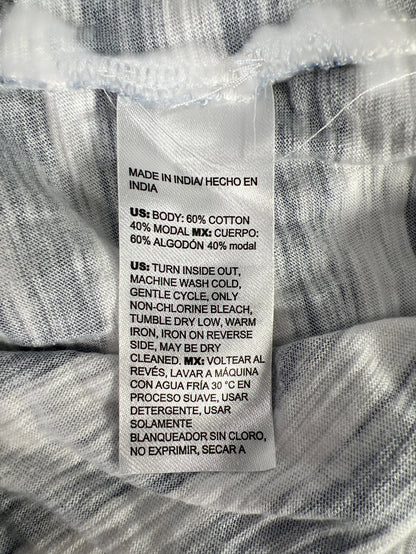 MADE IN INDIA/ HECHO EN
INDIA
US: BODY: 60% COTTON
40% MODAL MX: CUERPO:
60% ALGODÓN 40% modal
US: TURN INSIDE OUT,
MACHINE WASH COLD,
GENTLE CYCLE, ONLY
NON-CHLORINE BLEACH,
TUMBLE DRY LOW, WARM
IRON, IRON ON REVERSE
SIDE, MAY BE DRY
CLEANED. MX: VOLTEAR AL
REVÉS, LAVAR A MÁQUINA
CON AGUA FRÍA 30 °C EN
PROCESO SUAVE, USAR
DETERGENTE, USAR
SOLAMENTE
BLANQUEADOR SIN CLORO,
NO EXPRIMIR, SECAR A